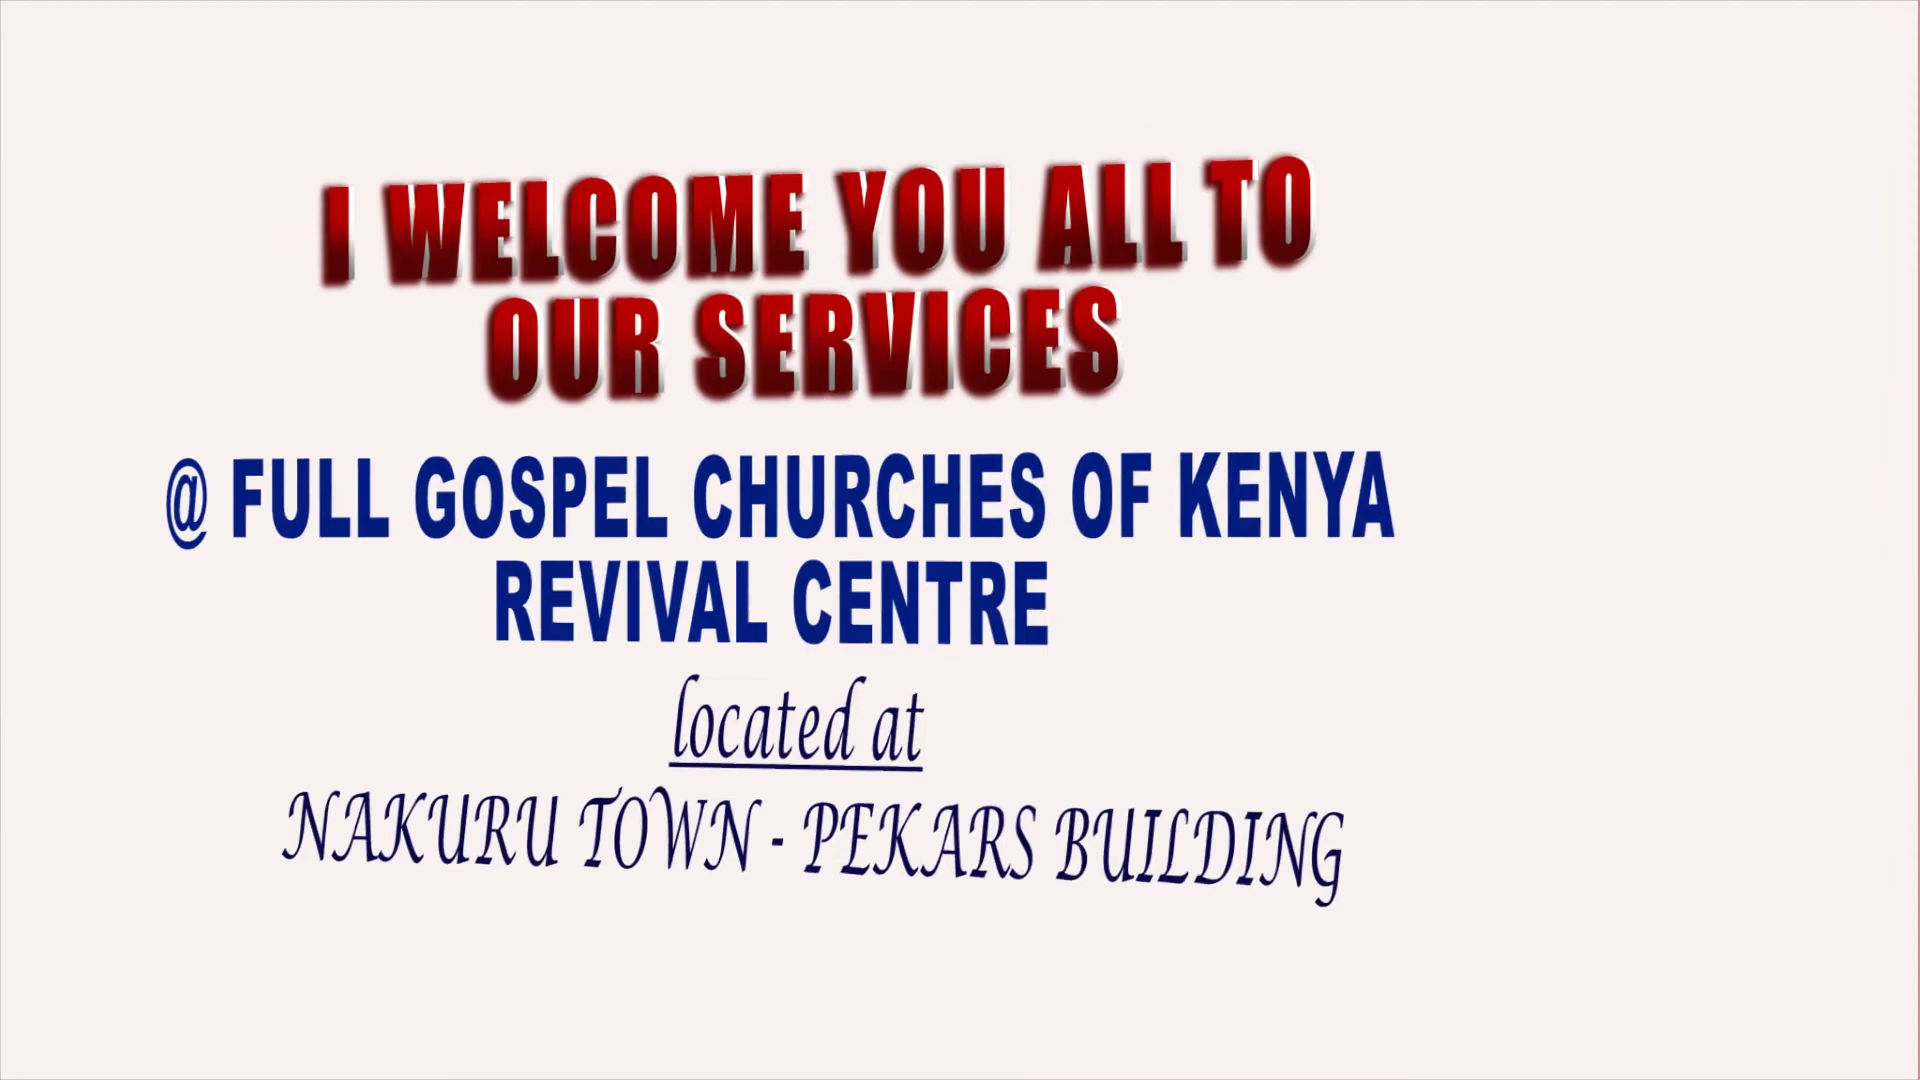 I WELCOME YOU ALL TO
OUR SERVICES
@ FULL GOSPEL CHURCHES OF KENYA
REVIVAL CENTRE
located at
NAKURU TOWN - PEKARS BUILDING